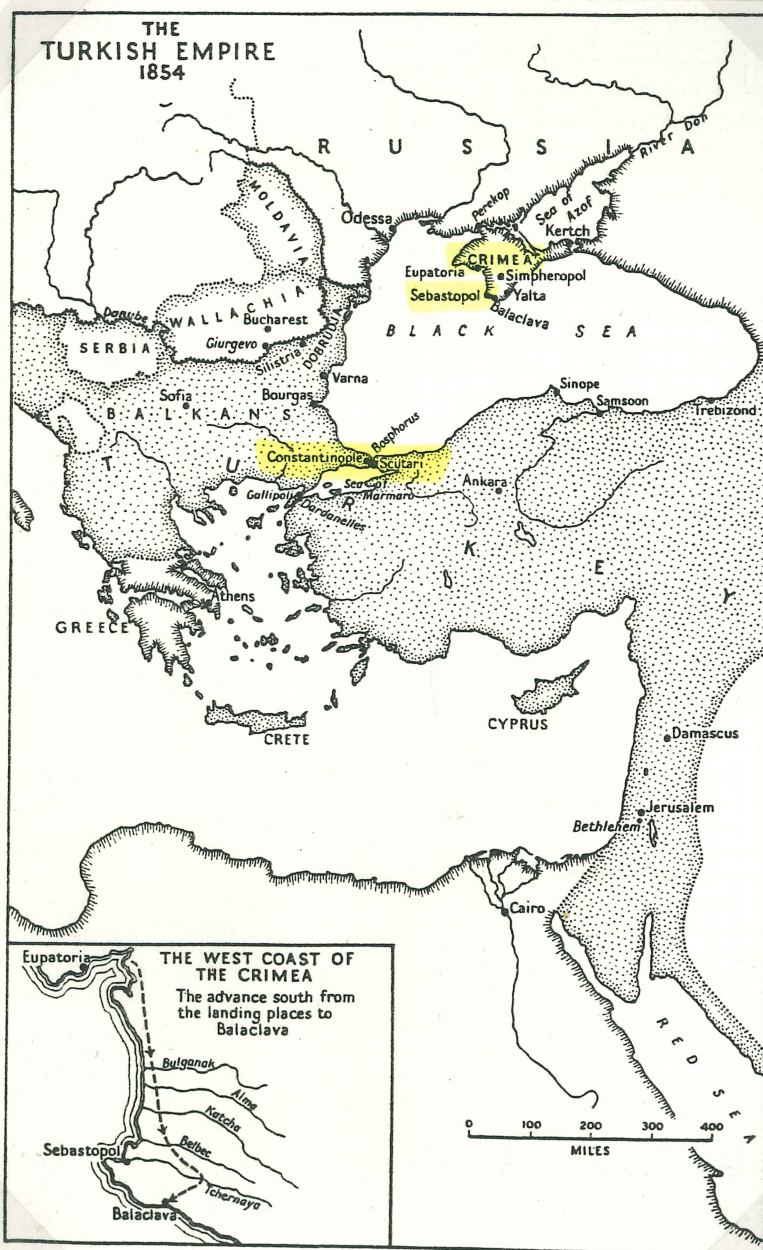 THE
TURKISH EMPIRE
1854
RUSSIA
River Don
MOLDAVIA
Odessa
Perekop
Sea of
Azof
Kertch
CRIMEA
Eupatoria
Simpheropol
Sebastopol
Yalta
Balaclava
WALLACHIA
Danube
Bucharest
SERBIA
Giurgevo
Silistria
DOBRUDJA
BLACK SEA
Varna
Sofia
Bourgas
Sinope
Samsoon
Trebizond
BALKANS
Bosphorus
Constantinople
Scutari
TURKEY
Sea of
Marmara
Gallipoli
Dardanelles
Ankara
Athens
GREECE
CRETE
CYPRUS
Damascus
Jerusalem
Bethlehem
Cairo
RED SEA
0 100 200 300 400
MILES
THE WEST COAST OF
THE CRIMEA
The advance south from
the landing places to
Balaclava
Eupatoria
Bulganak
Alma
Katcha
Belbec
Sebastopol
Tchernaya
Balaclava